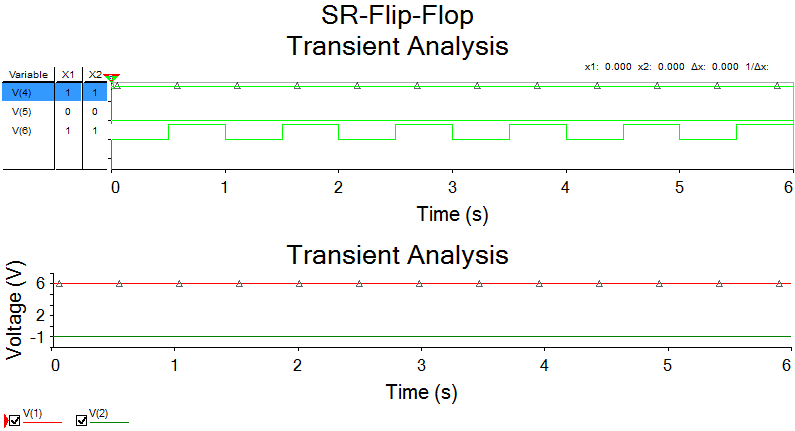 SR-Flip-Flop
Transient Analysis
x1: 0.000 x2: 0.000 Δx: 0.000 1/Δx:
Variable X1 X2
V(4) 1 1
V(5) 0 0
V(6) 1 1
0 1 2 3 4 5 6
Time (s)
Transient Analysis
Voltage (V)
6
2
-1
0 1 2 3 4 5 6
Time (s)
V(1) V(2)